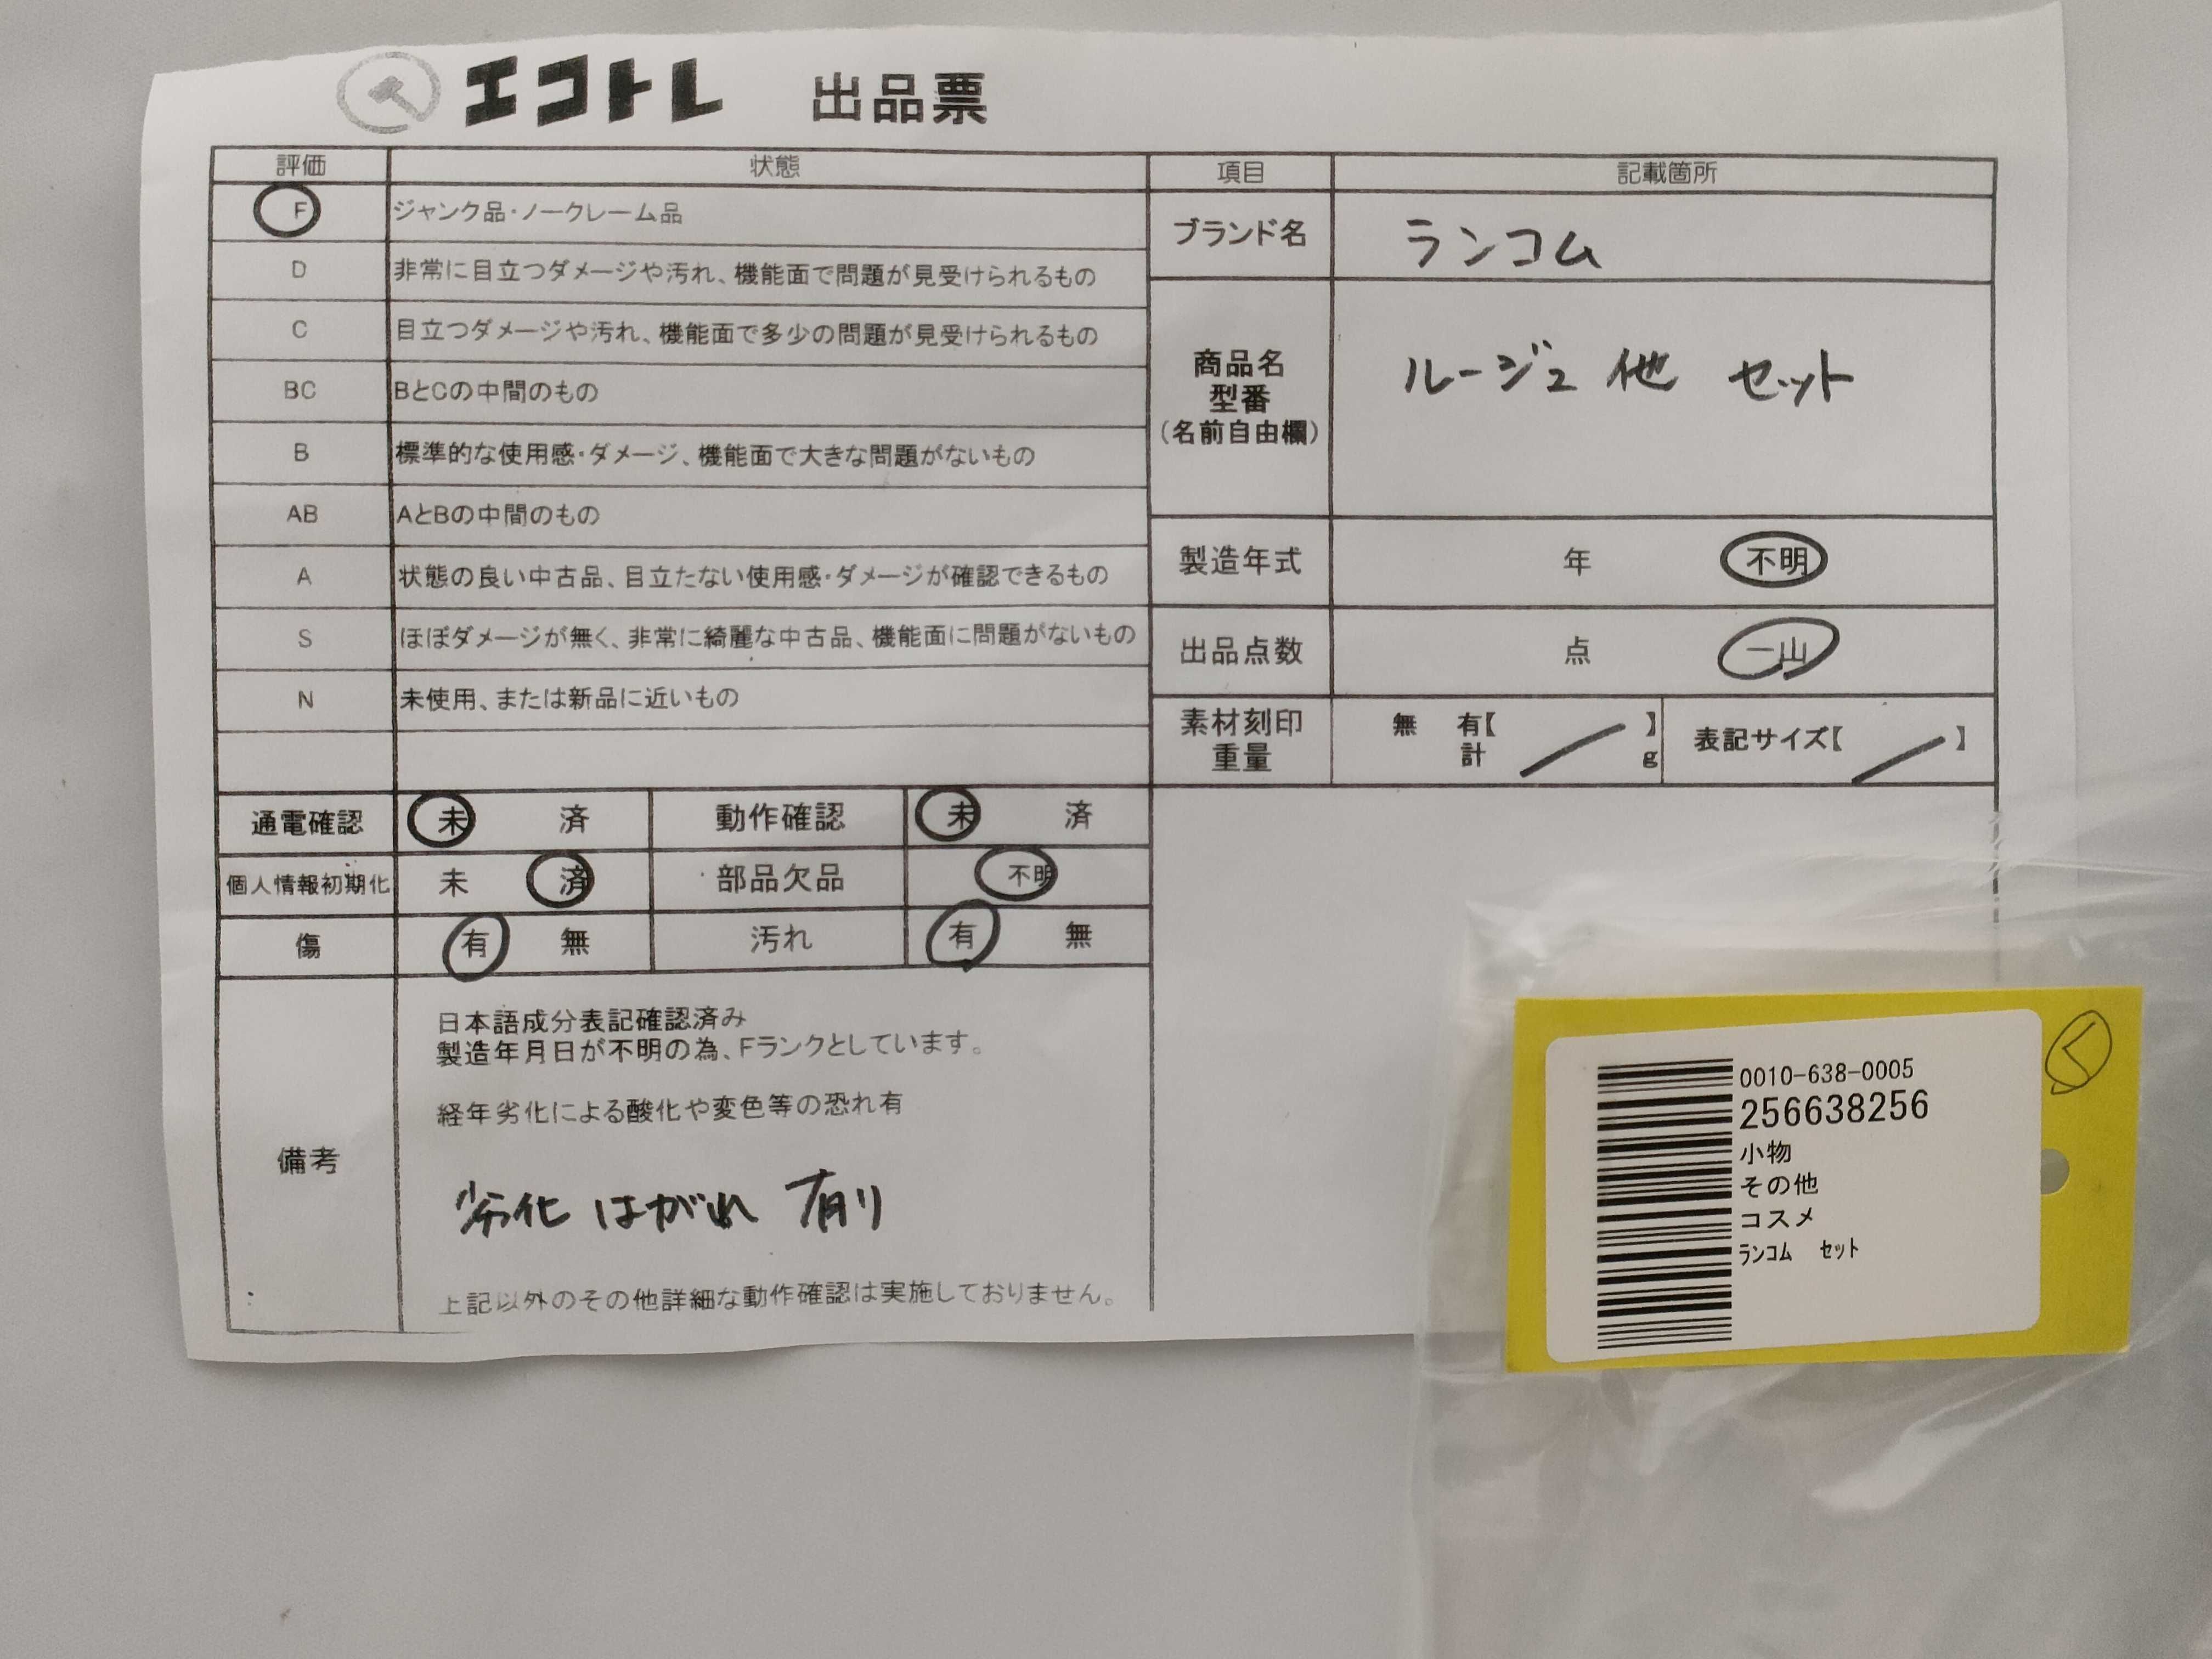 エコトレ 出品票
評価 状態
F ジャンク品・ノークレーム品
D 非常に目立つダメージや汚れ、機能面で問題が見受けられるもの
C 目立つダメージや汚れ、機能面で多少の問題が見受けられるもの
BC BとCの中間のもの
B 標準的な使用感・ダメージ、機能面で大きな問題がないもの
AB AとBの中間のもの
A 状態の良い中古品、目立たない使用感・ダメージが確認できるもの
S ほぼダメージが無く、非常に綺麗な中古品、機能面に問題がないもの
N 未使用、または新品に近いもの
通電確認 未 済 動作確認 未 済
個人情報初期化 未 済 部品欠品 不明
傷 有 無 汚れ 有 無
備考
日本語成分表記確認済み
製造年月日が不明の為、Fランクとしています。
経年劣化による酸化や変色等の恐れ有
劣化 はがれ 有り
上記以外のその他詳細な動作確認は実施しておりません。
項目 記載箇所
ブランド名 ランコム
商品名
型番
(名前自由欄)
ルージュ 他 セット
製造年式 年 不明
出品点数 点 一山
素材刻印
重量
無 有【 】
計 g
表記サイズ【 】
0010-638-0005
256638256
小物
その他
コスメ
ランコム セット
く